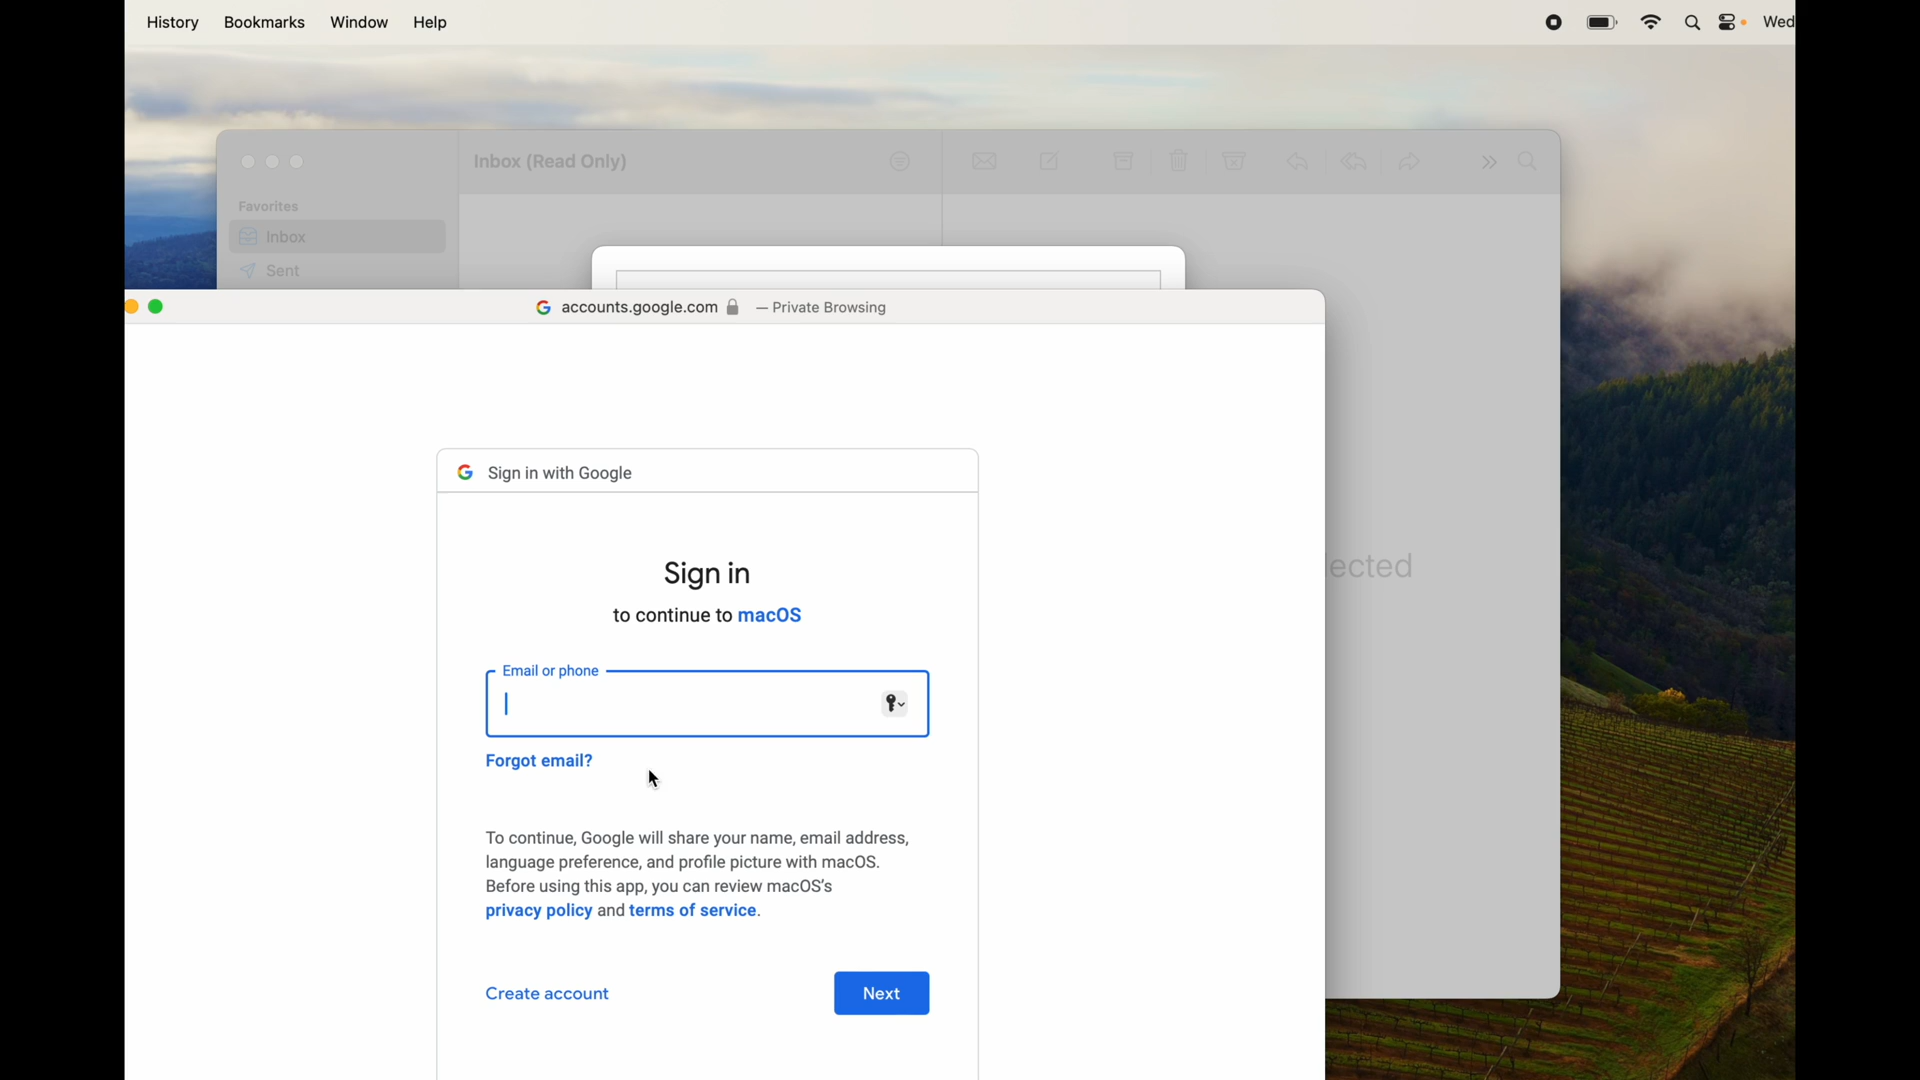 History Bookmarks Window Help Wed
Inbox (Read Only)
Favorites
Inbox
Sent
accounts.google.com — Private Browsing
Sign in with Google
Sign in
to continue to macOS
lected
Email or phone
Forgot email?
To continue, Google will share your name, email address,
language preference, and profile picture with macOS.
Before using this app, you can review macOS's
privacy policy and terms of service.
Create account Next